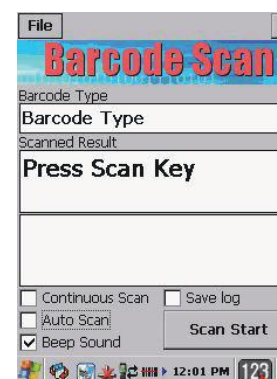 File
Barcode Scan
Barcode Type
Barcode Type
Scanned Result
Press Scan Key
Continuous Scan
Save log
Auto Scan
Scan Start
Beep Sound
12:01 PM
123